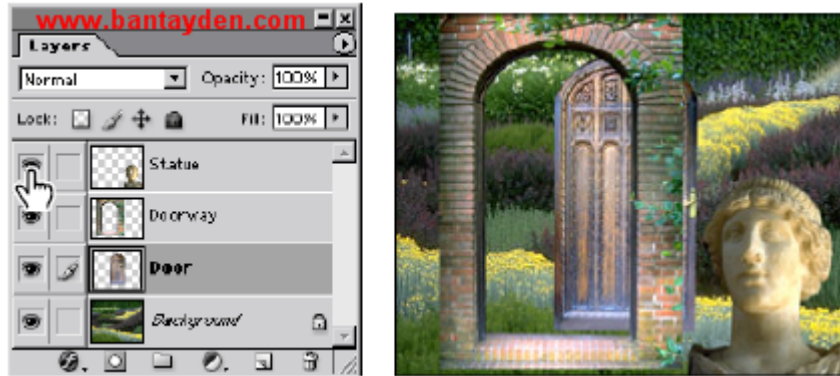 www.bantayden.com
Layers
Normal Opacity: 100%
Lock: Fill: 100%
Statue
Doorway
Door
Background